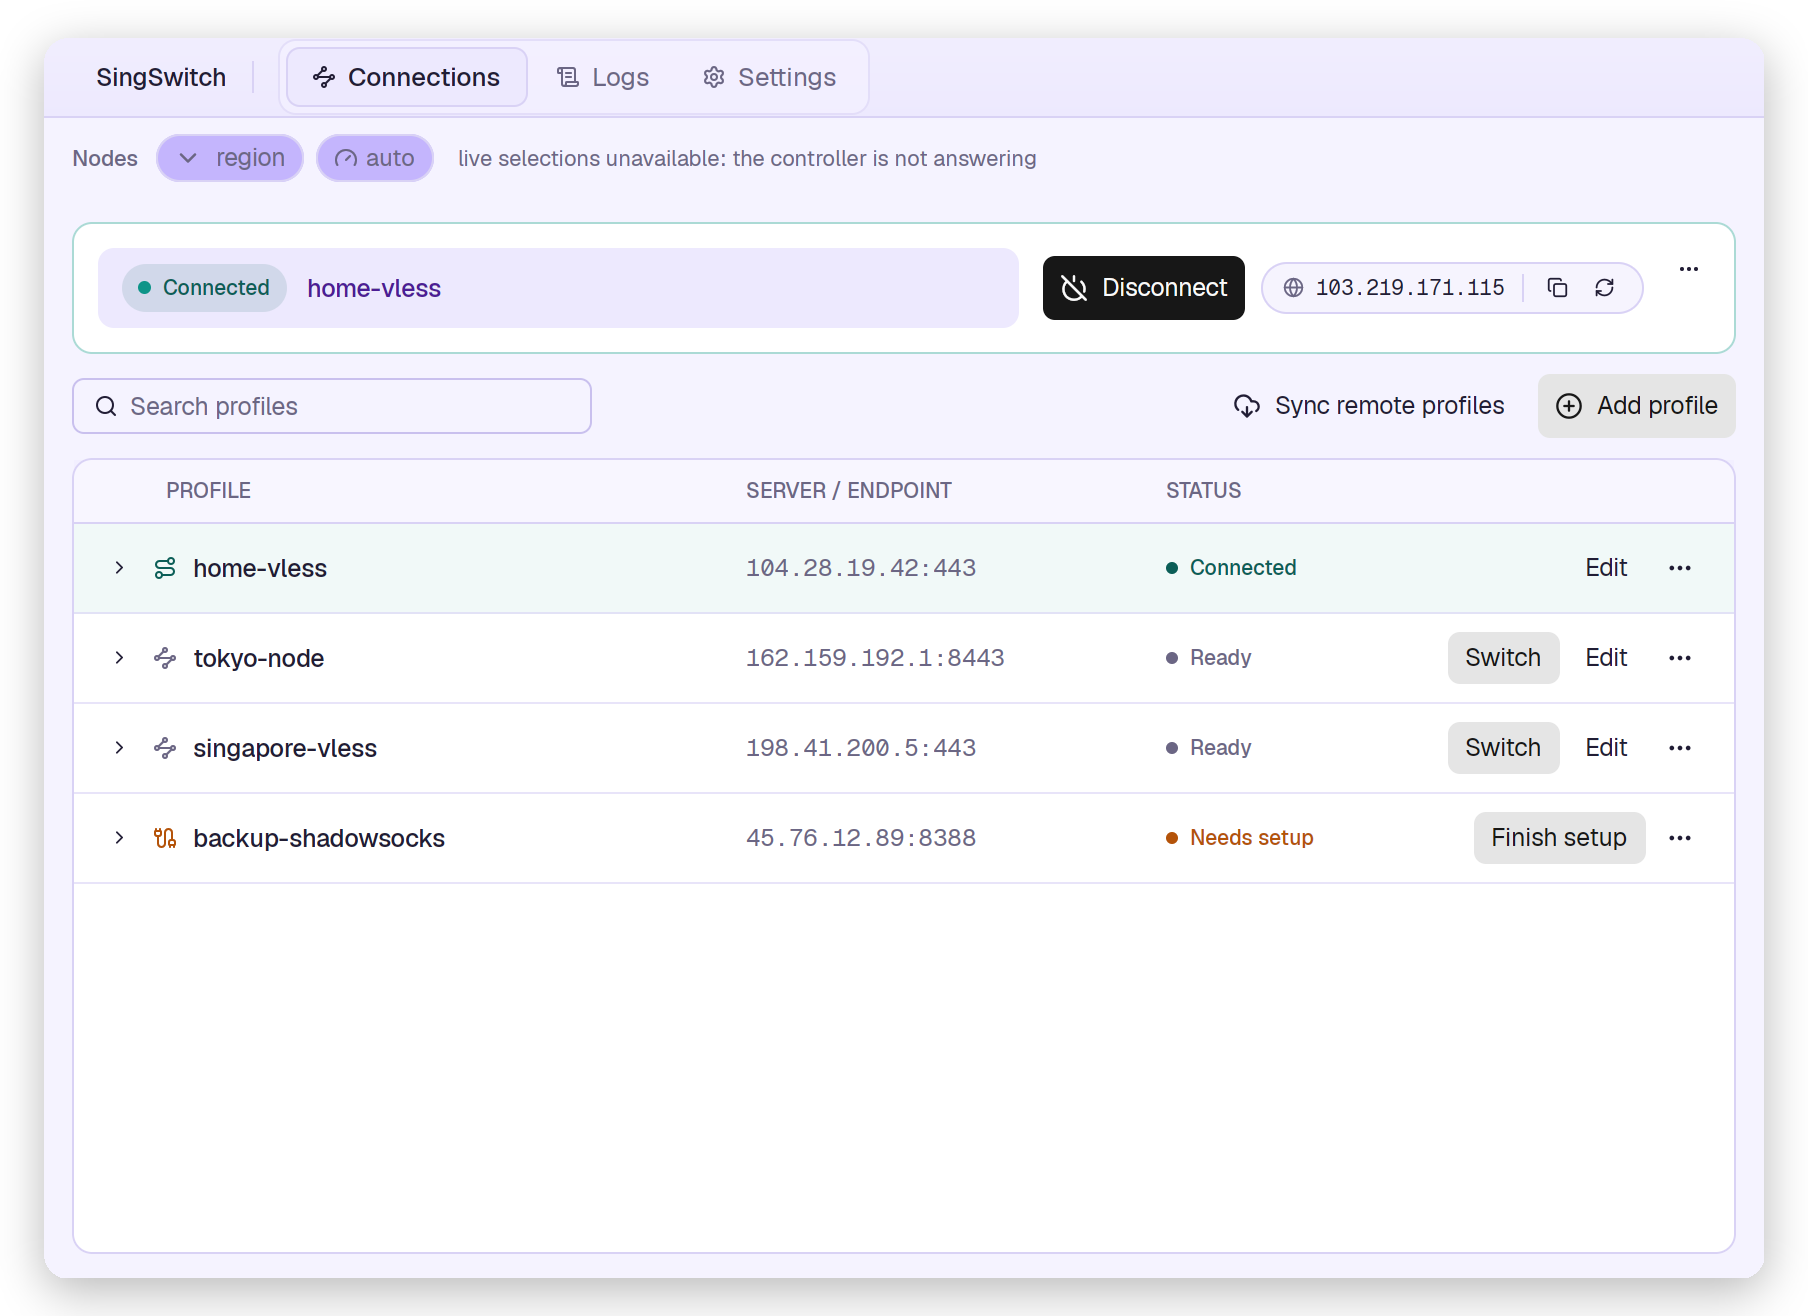 SingSwitch
Connections
Logs
Settings
Nodes
region
auto
live selections unavailable: the controller is not answering
Connected
home-vless
Disconnect
103.219.171.115
Search profiles
Sync remote profiles
Add profile
PROFILE
SERVER / ENDPOINT
STATUS
home-vless
104.28.19.42:443
Connected
Edit
tokyo-node
162.159.192.1:8443
Ready
Switch
Edit
singapore-vless
198.41.200.5:443
Ready
Switch
Edit
backup-shadowsocks
45.76.12.89:8388
Needs setup
Finish setup